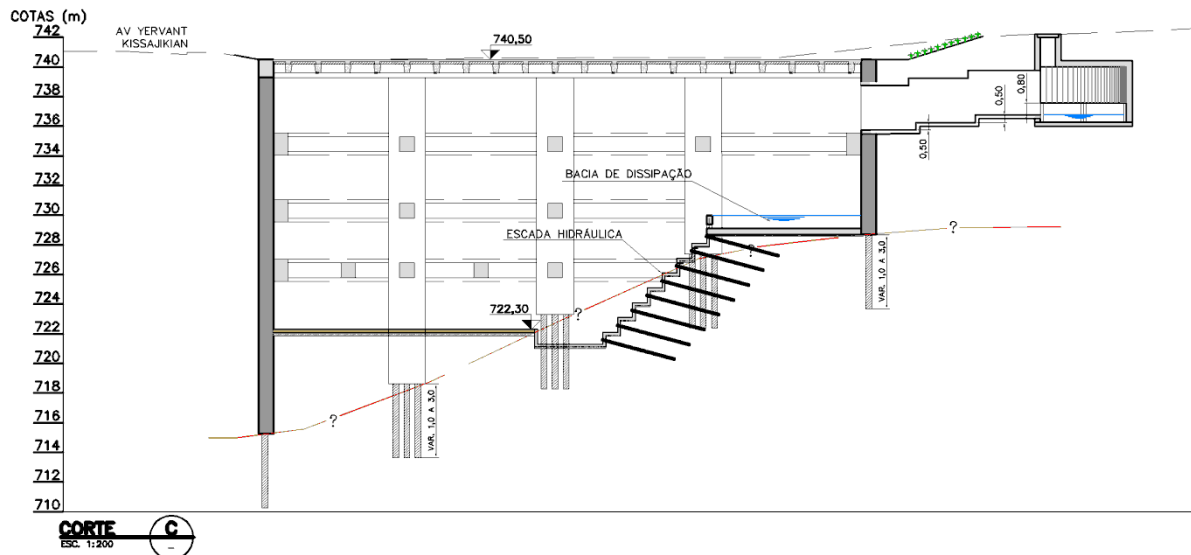 COTAS (m)
742
740
738
736
734
732
730
728
726
724
722
720
718
716
714
712
710
AV YERVANT
KISSAJIKIAN
740,50
0,80
0,50
0,50
BACIA DE DISSIPAÇÃO
ESCADA HIDRÁULICA
?
?
722,30
?
?
VAR. 1,0 A 3,0
VAR. 1,0 A 3,0
CORTE
ESC. 1:200
C
–